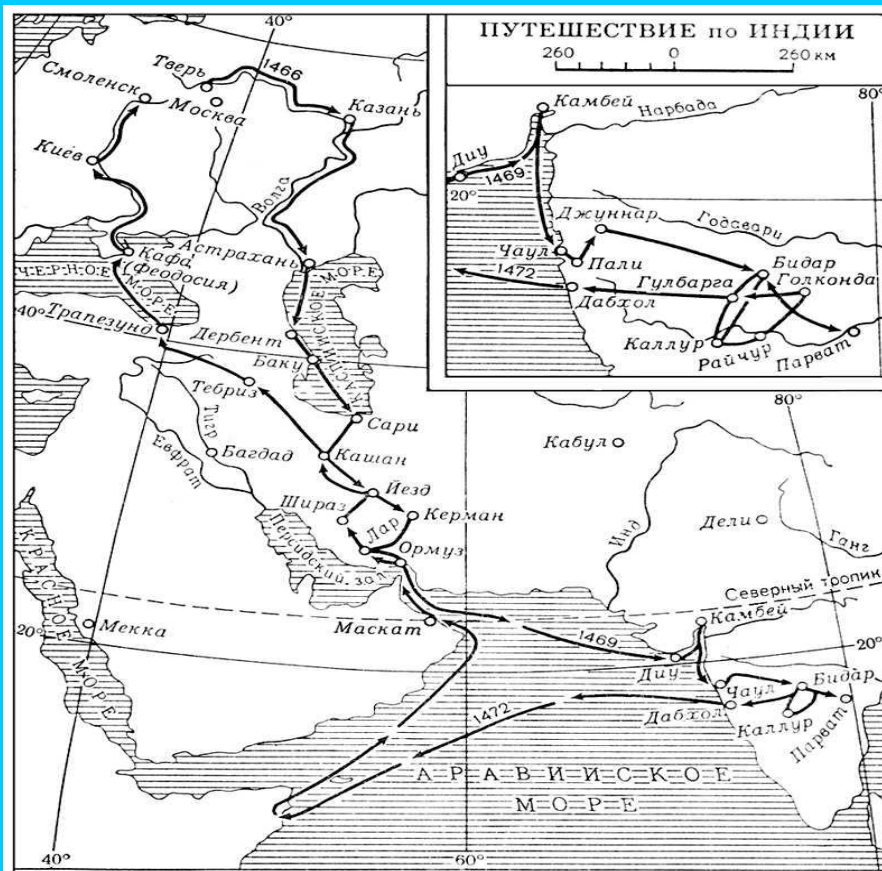 40°
ПУТЕШЕСТВИЕ по ИНДИИ
260 0 260 км
80°
Тверь
1466
Смоленск
Москва
Казань
Киев
Волга
Астрахань
Кафа
(Феодосия)
ЧЕРНОЕ
МОРЕ
40°
Трапезунд
Дербент
Баку
КАСПИЙСКОЕ
МОРЕ
Тебриз
Сари
Тигр
Евфрат
Багдад
Кашан
Йезд
Шираз
Керман
Лар
Ормуз
Персидский зал.
КРАСНОЕ
МОРЕ
Мекка
20°
Маскат
Камбей
Нарбада
Диу
1469
20°
Джуннар
Годавари
Чаул
Пали
Бидар
1472
Гулбарга
Голконда
Дабхол
Каллур
Райчур
Парват
80°
Кабул
Инд
Дели
Ганг
Северный тропик
Камбей
1469
Диу
20°
Чаул
Бидар
Дабхол
Каллур
Парват
1472
АРАВИЙСКОЕ
МОРЕ
40°
60°